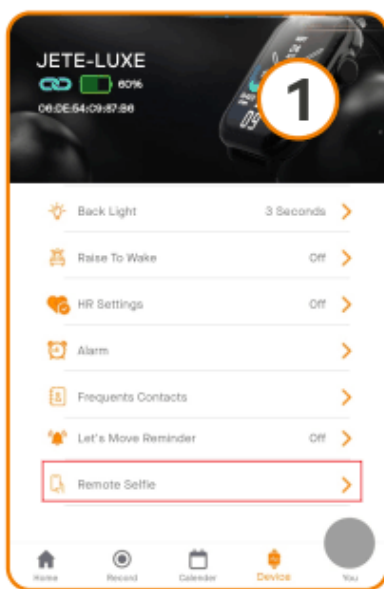 JETE-LUXE
60%
06:DE:54:09:87:B6
1
Back Light 3 Seconds
Raise To Wake Off
HR Settings Off
Alarm
Frequents Contacts
Let's Move Reminder Off
Remote Selfie
Home Record Calender Device You